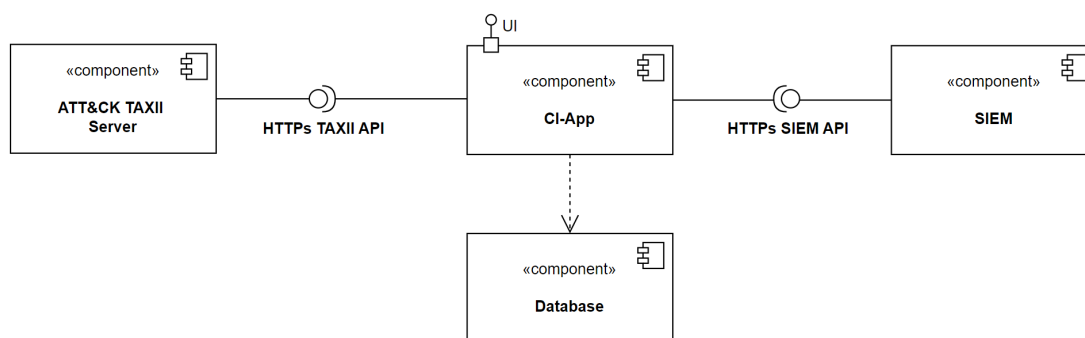 UI
«component»
ATT&CK TAXII
Server
HTTPs TAXII API
«component»
CI-App
HTTPs SIEM API
«component»
SIEM
«component»
Database